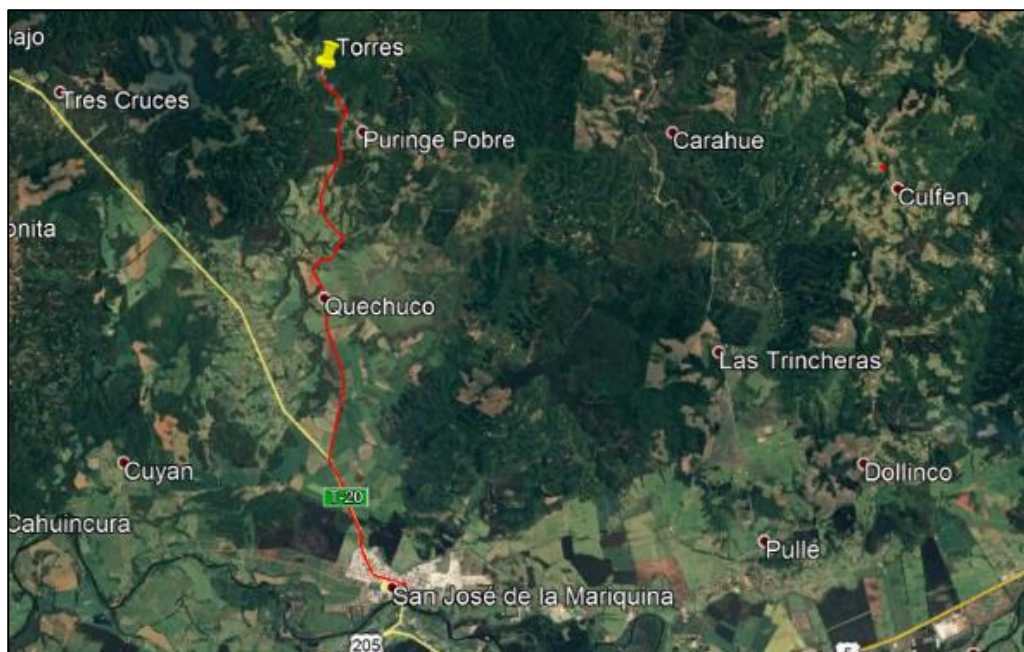 Bajo
Torres
Tres Cruces
Puringe Pobre
Carahue
Culfen
onita
Quechuco
Las Trincheras
Cuyan
Dollinco
T-20
Cahuincura
Pulle
San José de la Mariquina
205
5